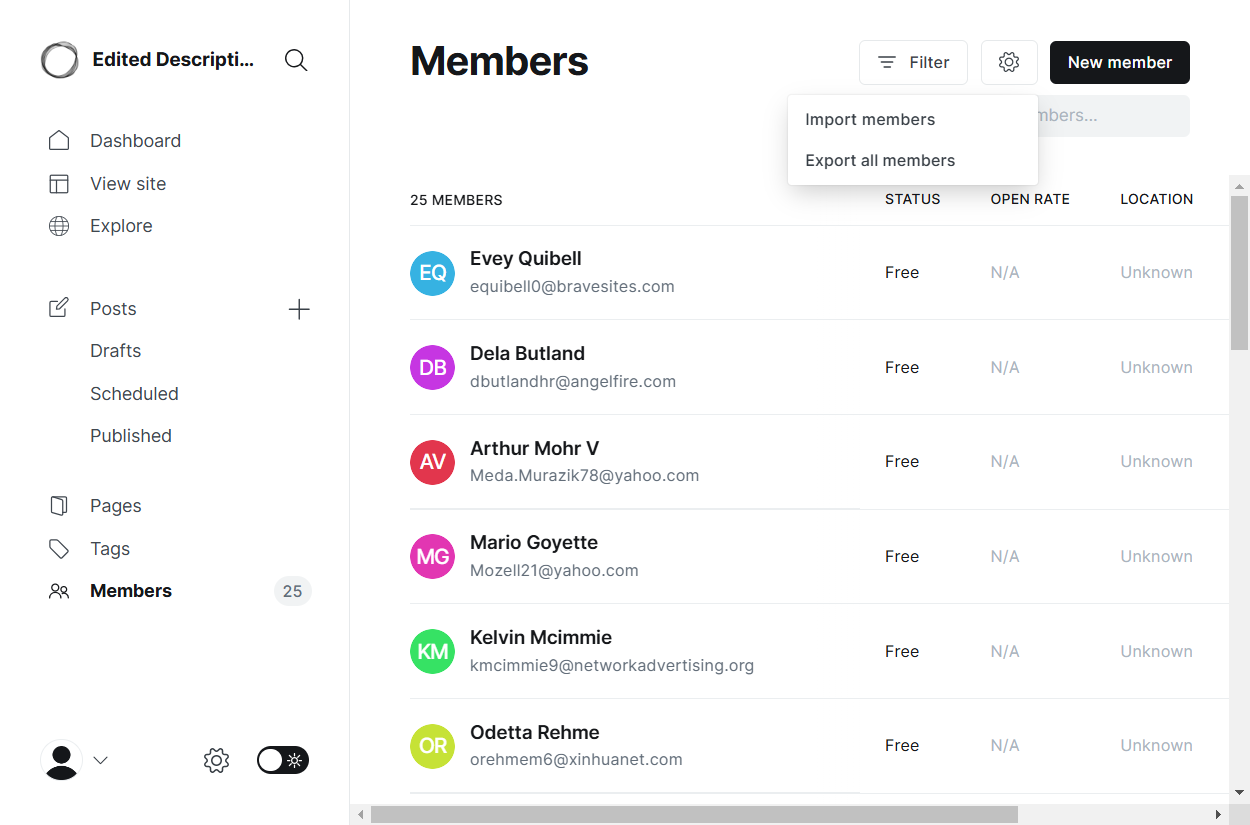 Edited Descripti...
Dashboard
View site
Explore
Posts
Drafts
Scheduled
Published
Pages
Tags
Members 25
Members
Filter
New member
Import members
Export all members
mbers...
25 MEMBERS STATUS OPEN RATE LOCATION
EQ Evey Quibell Free N/A Unknown
equibell0@bravesites.com
DB Dela Butland Free N/A Unknown
dbutlandhr@angelfire.com
AV Arthur Mohr V Free N/A Unknown
Meda.Murazik78@yahoo.com
MG Mario Goyette Free N/A Unknown
Mozell21@yahoo.com
KM Kelvin Mcimmie Free N/A Unknown
kmcimmie9@networkadvertising.org
OR Odetta Rehme Free N/A Unknown
orehmem6@xinhuanet.com